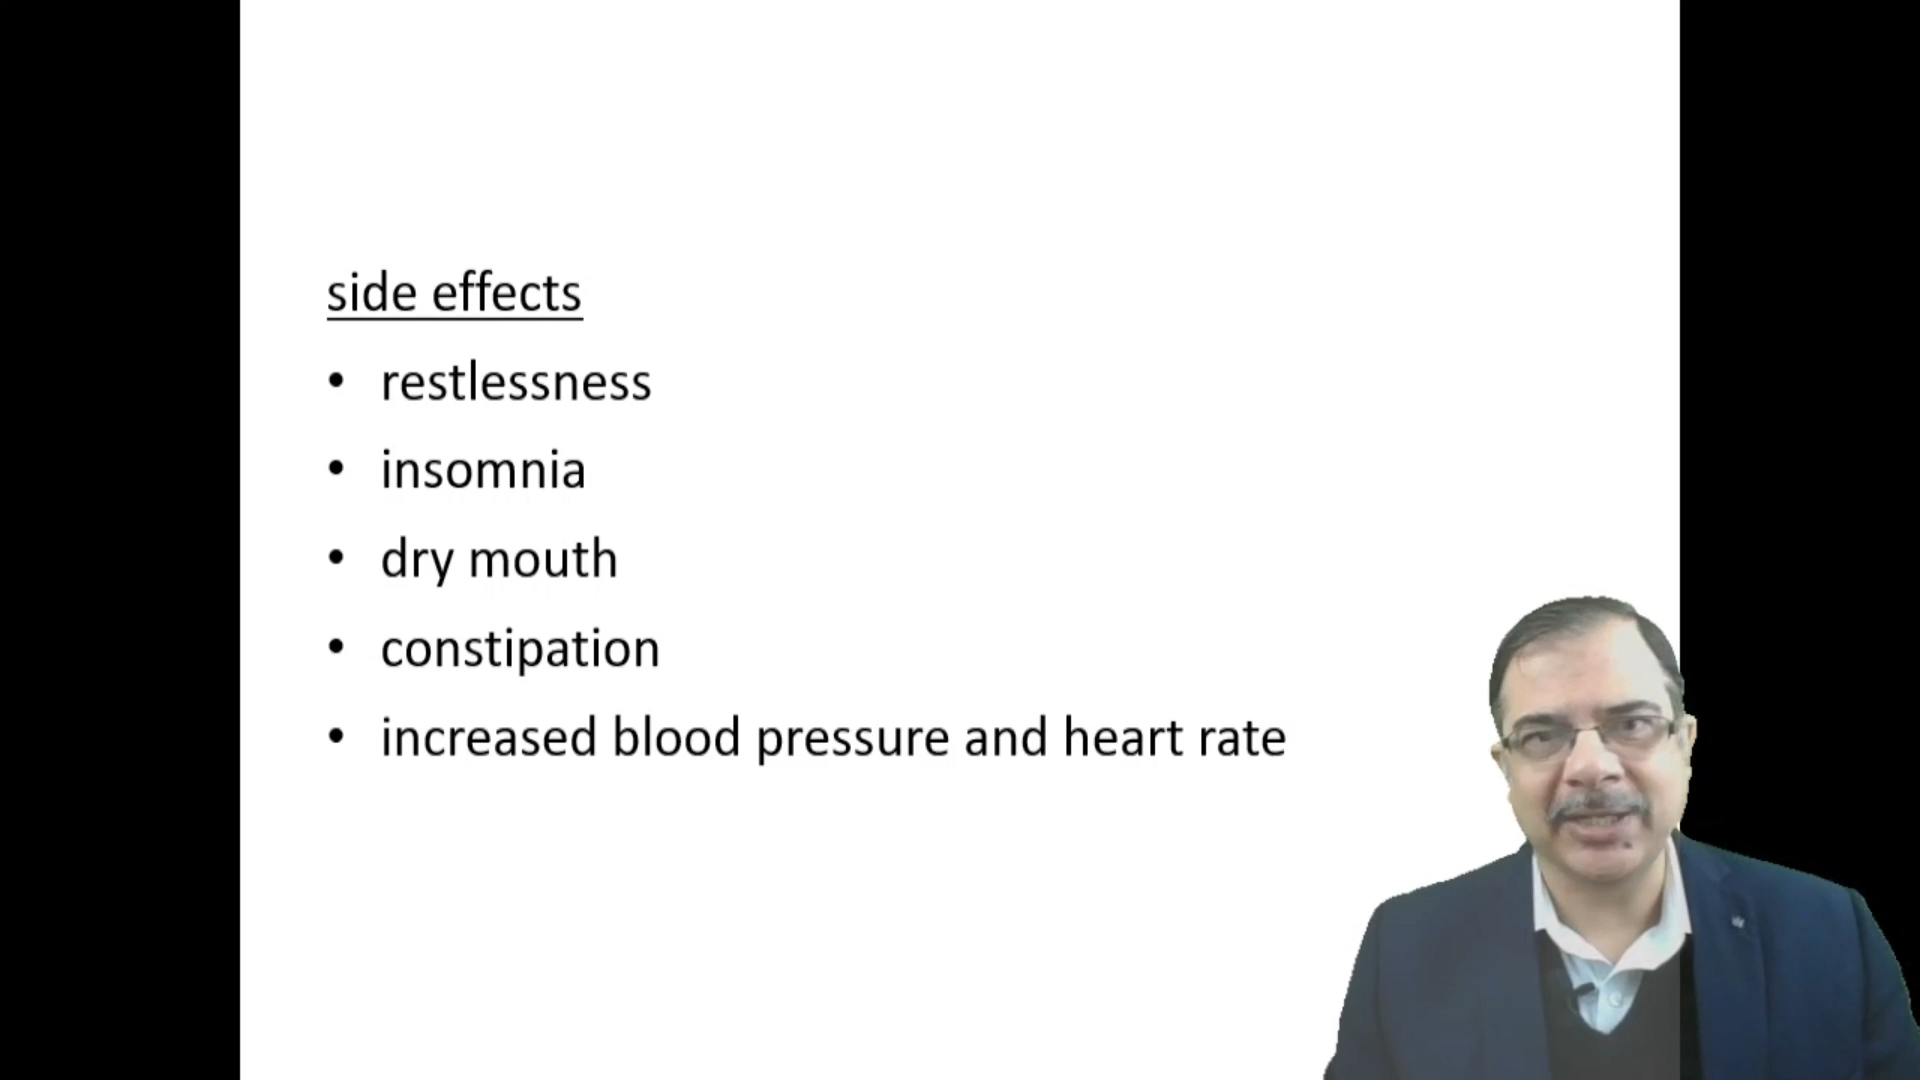 side effects
• restlessness
• insomnia
• dry mouth
• constipation
• increased blood pressure and heart rate